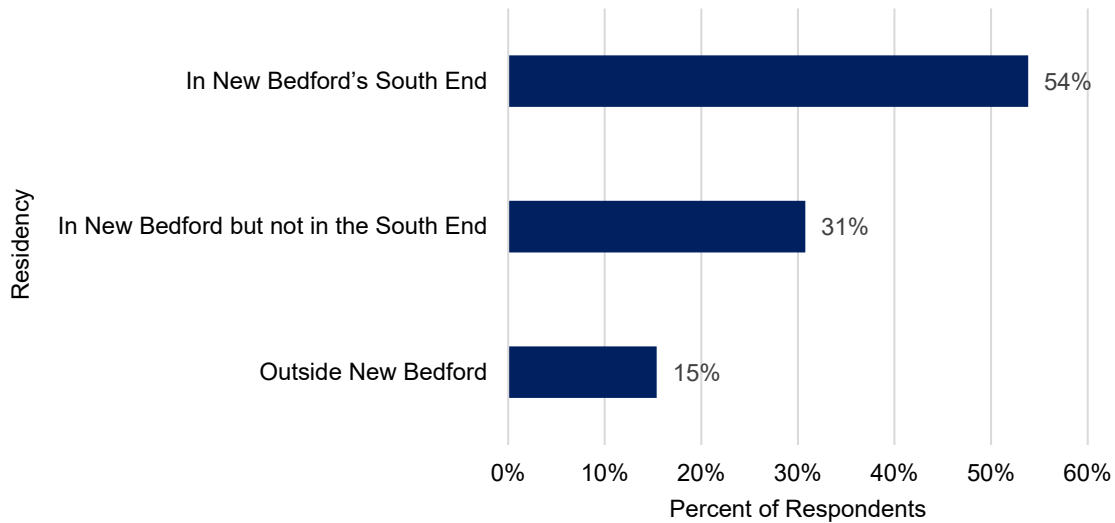 In New Bedford’s South End
54%
In New Bedford but not in the South End
31%
Outside New Bedford
15%
Residency
0% 10% 20% 30% 40% 50% 60%
Percent of Respondents